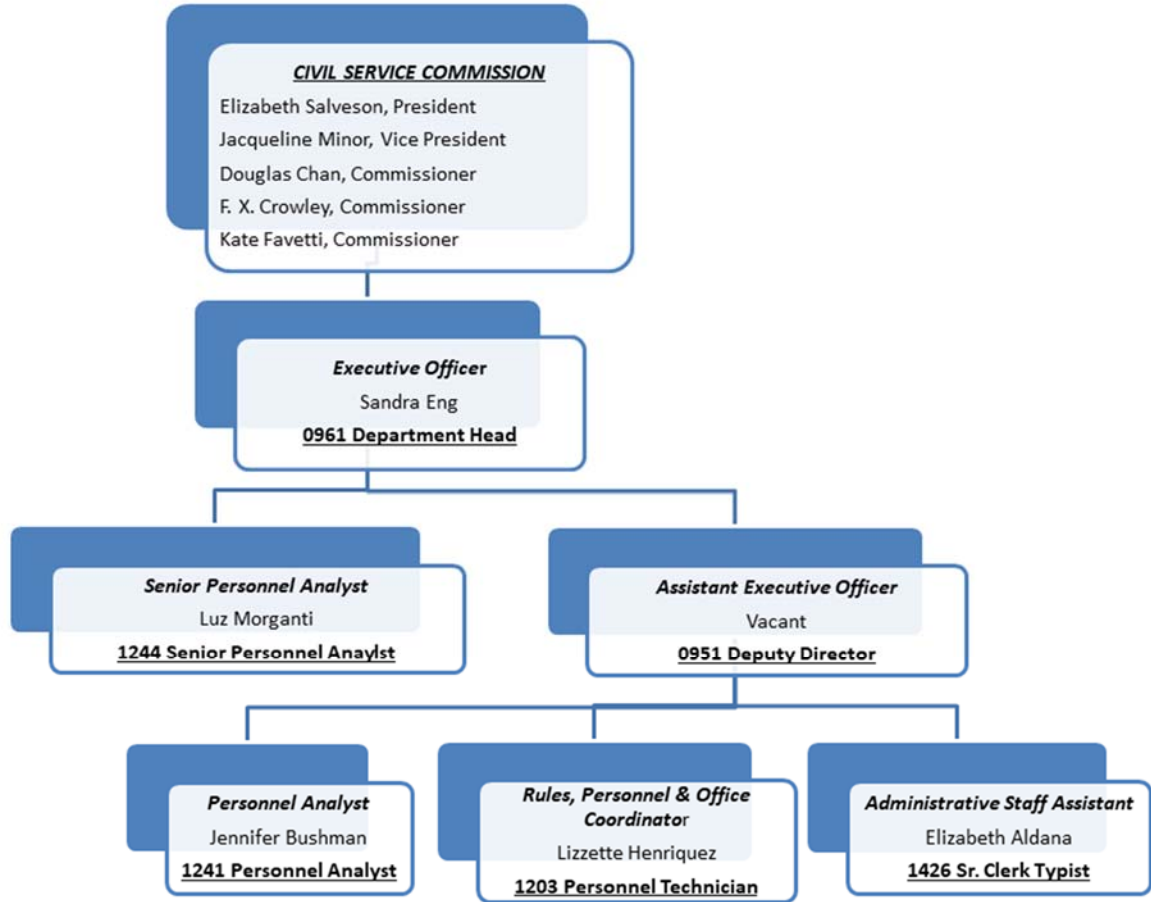 CIVIL SERVICE COMMISSION
Elizabeth Salveson, President
Jacqueline Minor, Vice President
Douglas Chan, Commissioner
F. X. Crowley, Commissioner
Kate Favetti, Commissioner
Executive Officer
Sandra Eng
0961 Department Head
Senior Personnel Analyst
Luz Morganti
1244 Senior Personnel Anaylst
Assistant Executive Officer
Vacant
0951 Deputy Director
Personnel Analyst
Jennifer Bushman
1241 Personnel Analyst
Rules, Personnel & Office
Coordinator
Lizzette Henriquez
1203 Personnel Technician
Administrative Staff Assistant
Elizabeth Aldana
1426 Sr. Clerk Typist